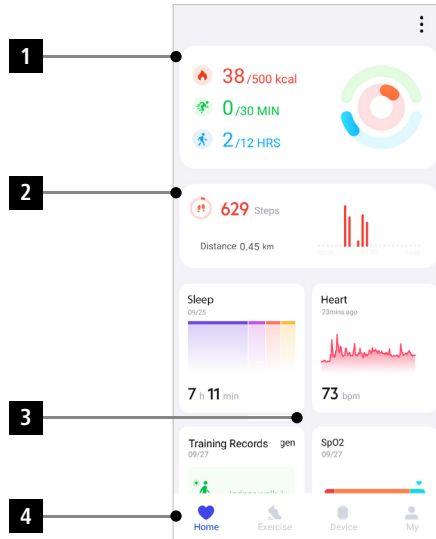 1
38/500 kcal
0/30 MIN
2/12 HRS
2
629 Steps
Distance 0.45 km
Sleep
09/25
7 h 11 min
Heart
23mins ago
73 bpm
3
Training Records gen
09/27
SpO2
09/27
4
Home
Exercise
Device
My